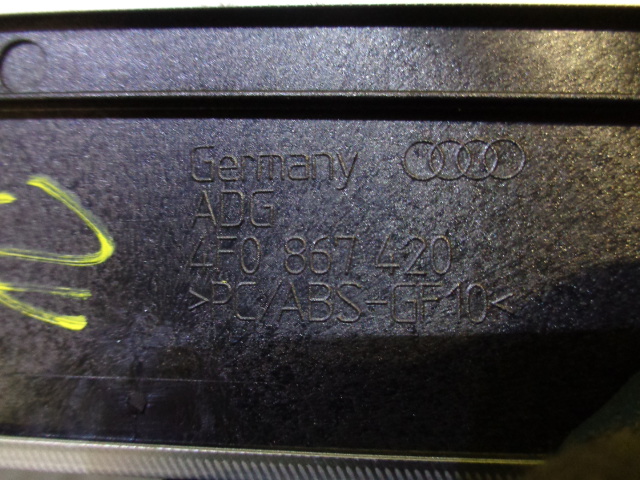 Germany
ADG
4F0 867 420
>PC/ABS-GF10<